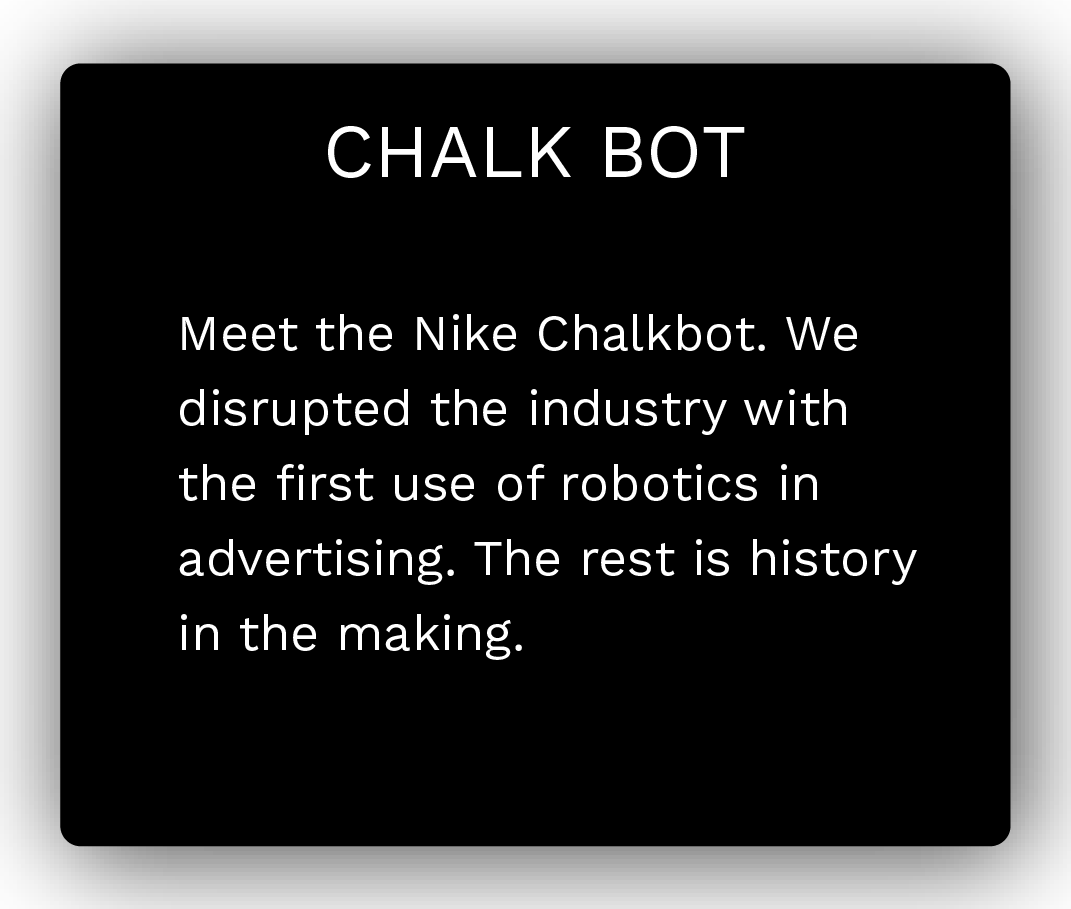 CHALK BOT
Meet the Nike Chalkbot. We
disrupted the industry with
the first use of robotics in
advertising. The rest is history
in the making.